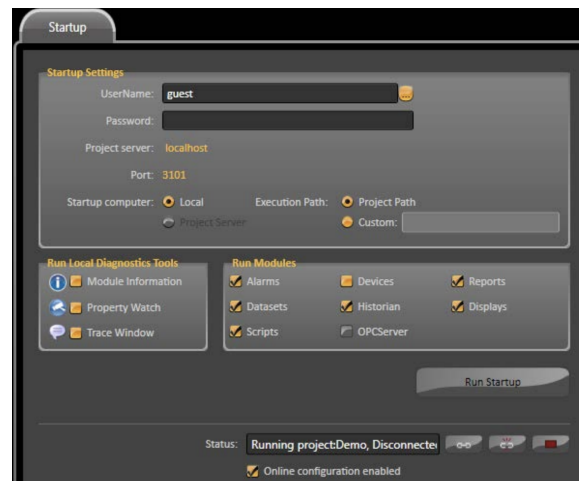 Startup
Startup Settings
UserName: guest
Password:
Project server: localhost
Port: 3101
Startup computer: Local Execution Path: Project Path
Project Server Custom:
Run Local Diagnostics Tools
Module Information
Property Watch
Trace Window
Run Modules
Alarms Devices Reports
Datasets Historian Displays
Scripts OPCServer
Run Startup
Status: Running project:Demo, Disconnected
Online configuration enabled